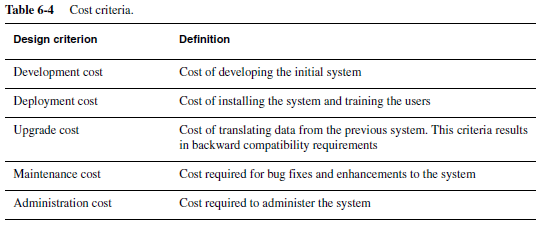 Table 6-4 Cost criteria.
Design criterion Definition
Development cost Cost of developing the initial system
Deployment cost Cost of installing the system and training the users
Upgrade cost Cost of translating data from the previous system. This criteria results
in backward compatibility requirements
Maintenance cost Cost required for bug fixes and enhancements to the system
Administration cost Cost required to administer the system